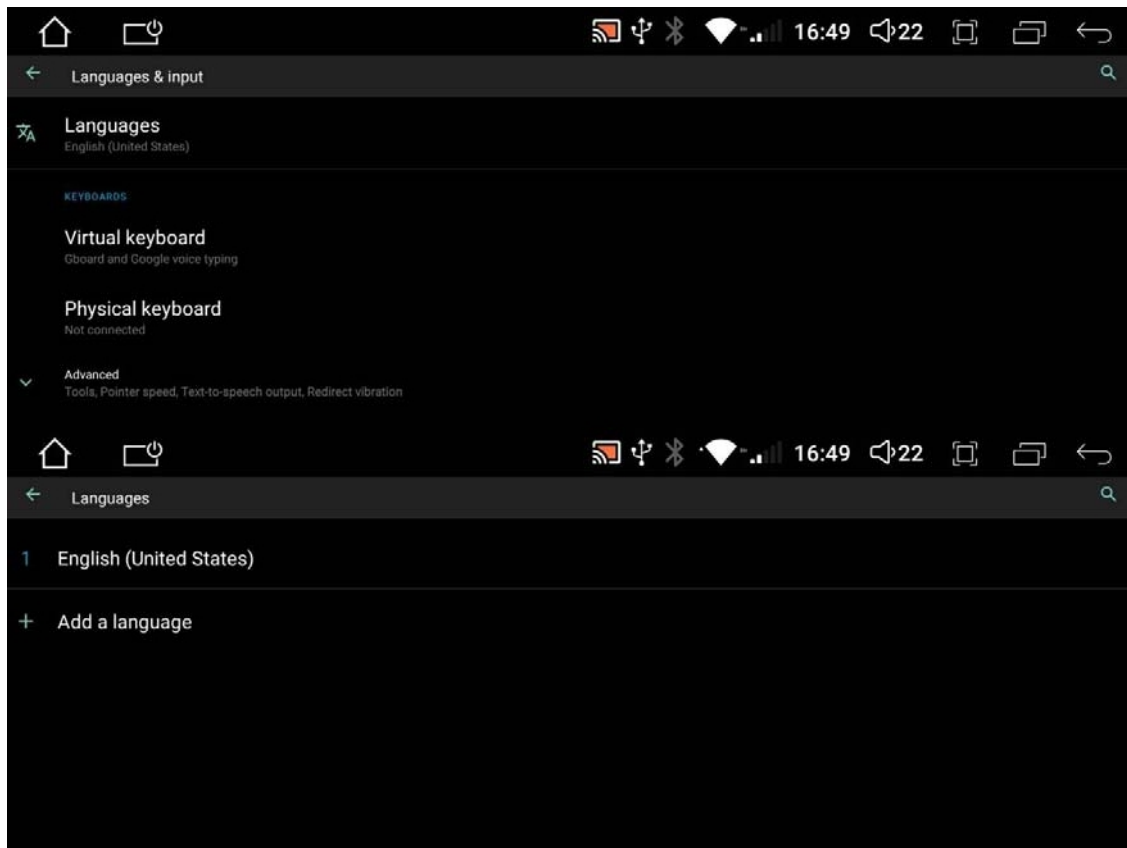 16:49 22
Languages & input
Languages
English (United States)
KEYBOARDS
Virtual keyboard
Gboard and Google voice typing
Physical keyboard
Not connected
Advanced
Tools, Pointer speed, Text-to-speech output, Redirect vibration
16:49 22
Languages
1 English (United States)
+ Add a language